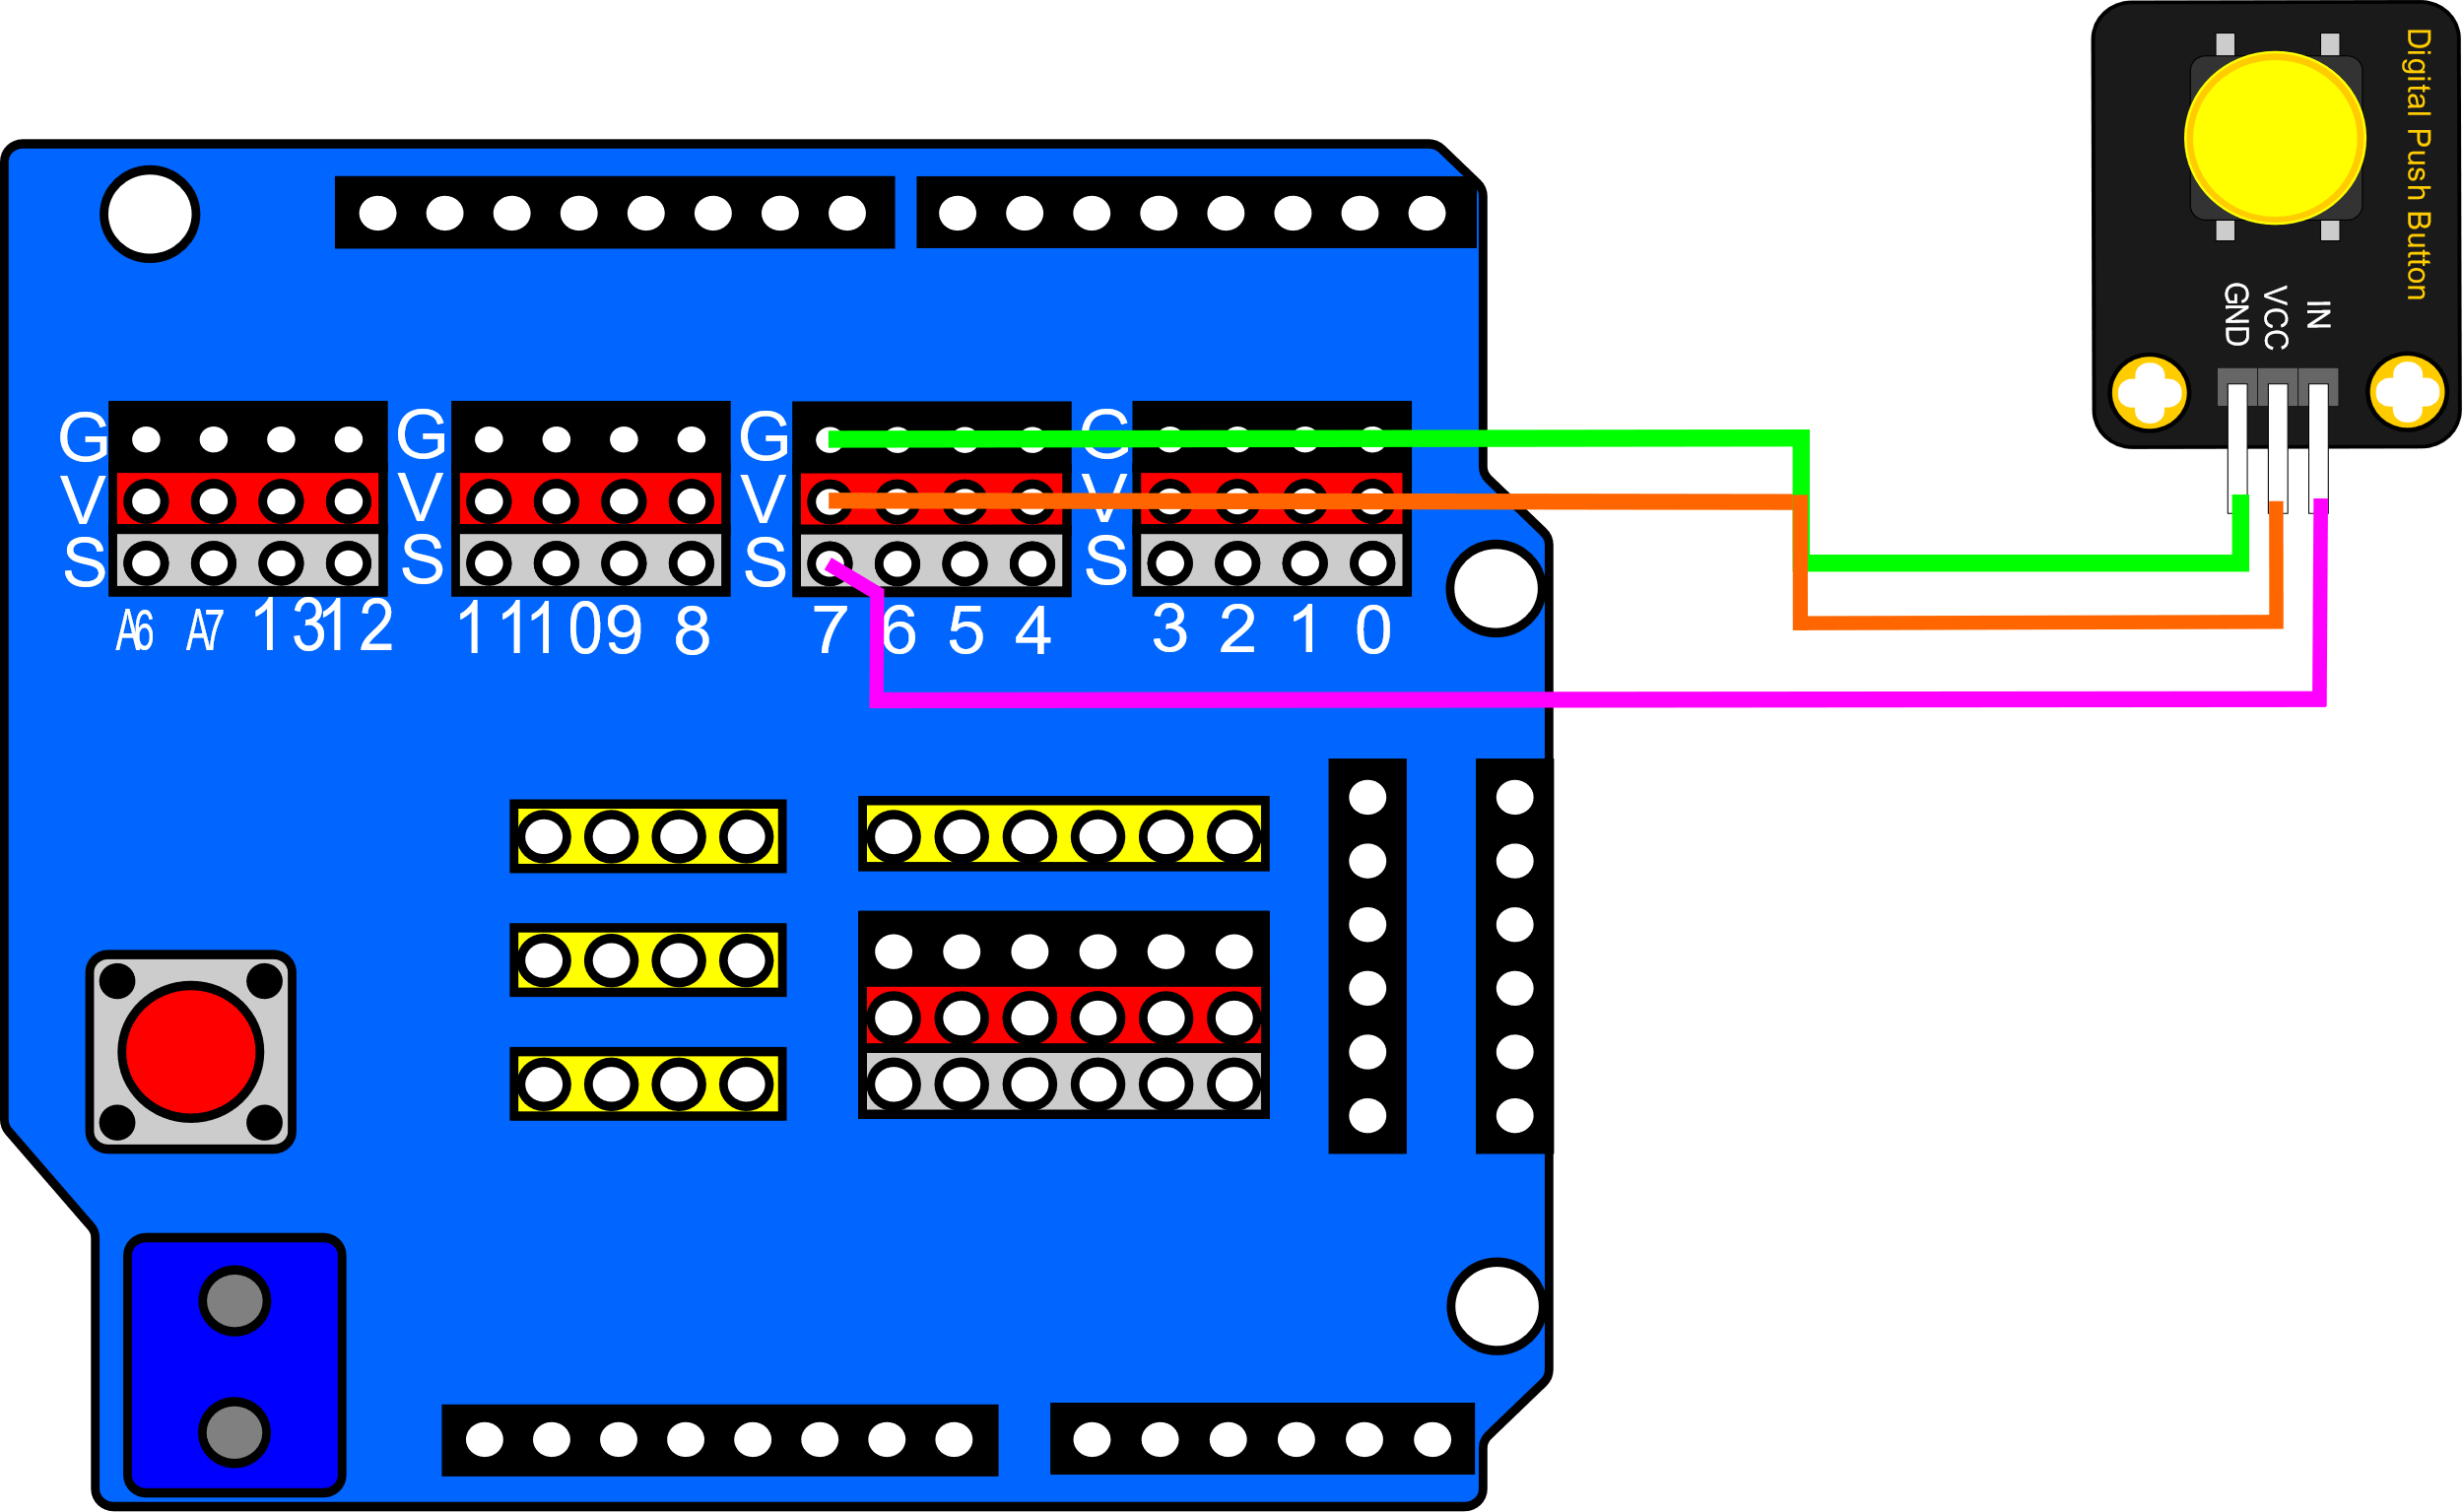 G
V
S
G
V
S
G
V
S
G
V
S
A6 A7 13 12
11 10 9 8
7 6 5 4
3 2 1 0
Digital Push Button
GND
VCC
IN